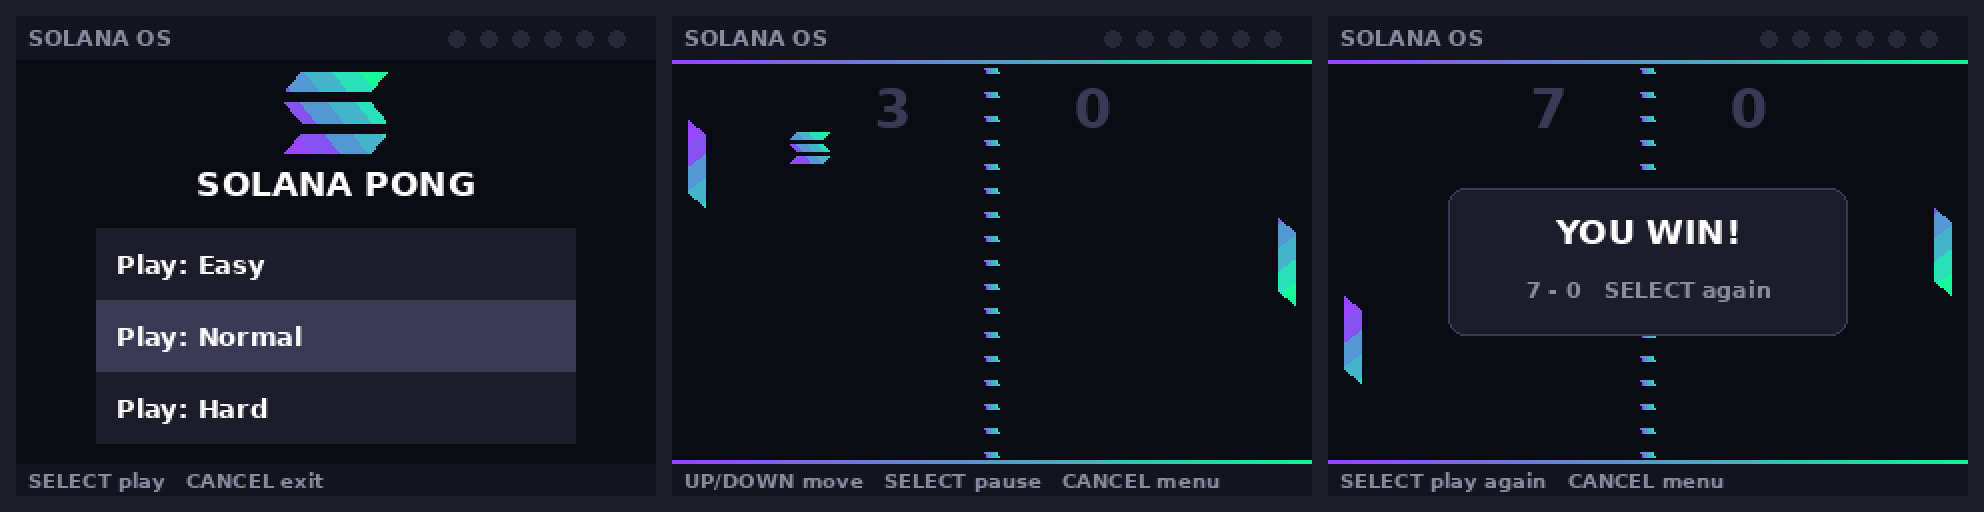 SOLANA OS
SOLANA PONG
Play: Easy
Play: Normal
Play: Hard
SELECT play CANCEL exit
SOLANA OS
3 0
UP/DOWN move SELECT pause CANCEL menu
SOLANA OS
7 0
YOU WIN!
7 - 0 SELECT again
SELECT play again CANCEL menu